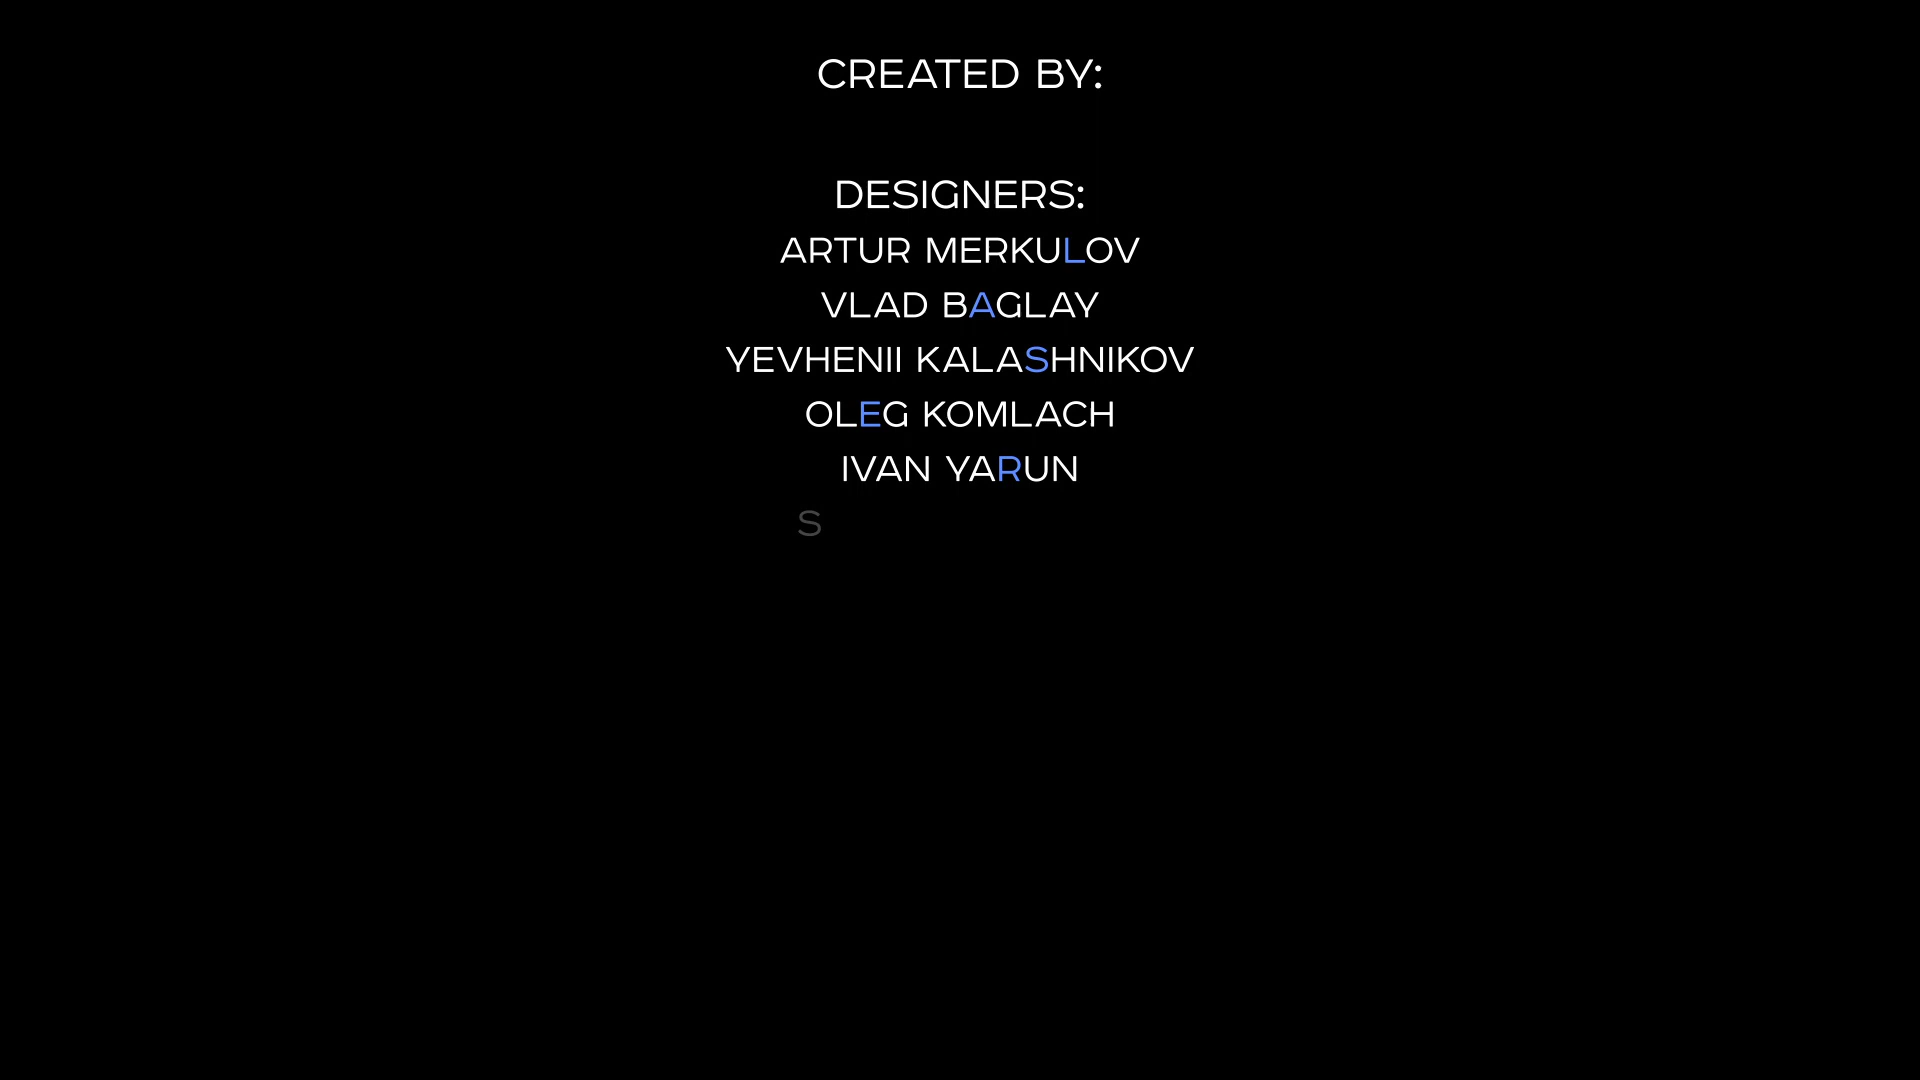 CREATED BY:
DESIGNERS:
ARTUR MERKULOV
VLAD BAGLAY
YEVHENII KALASHNIKOV
OLEG KOMLACH
IVAN YARUN
S